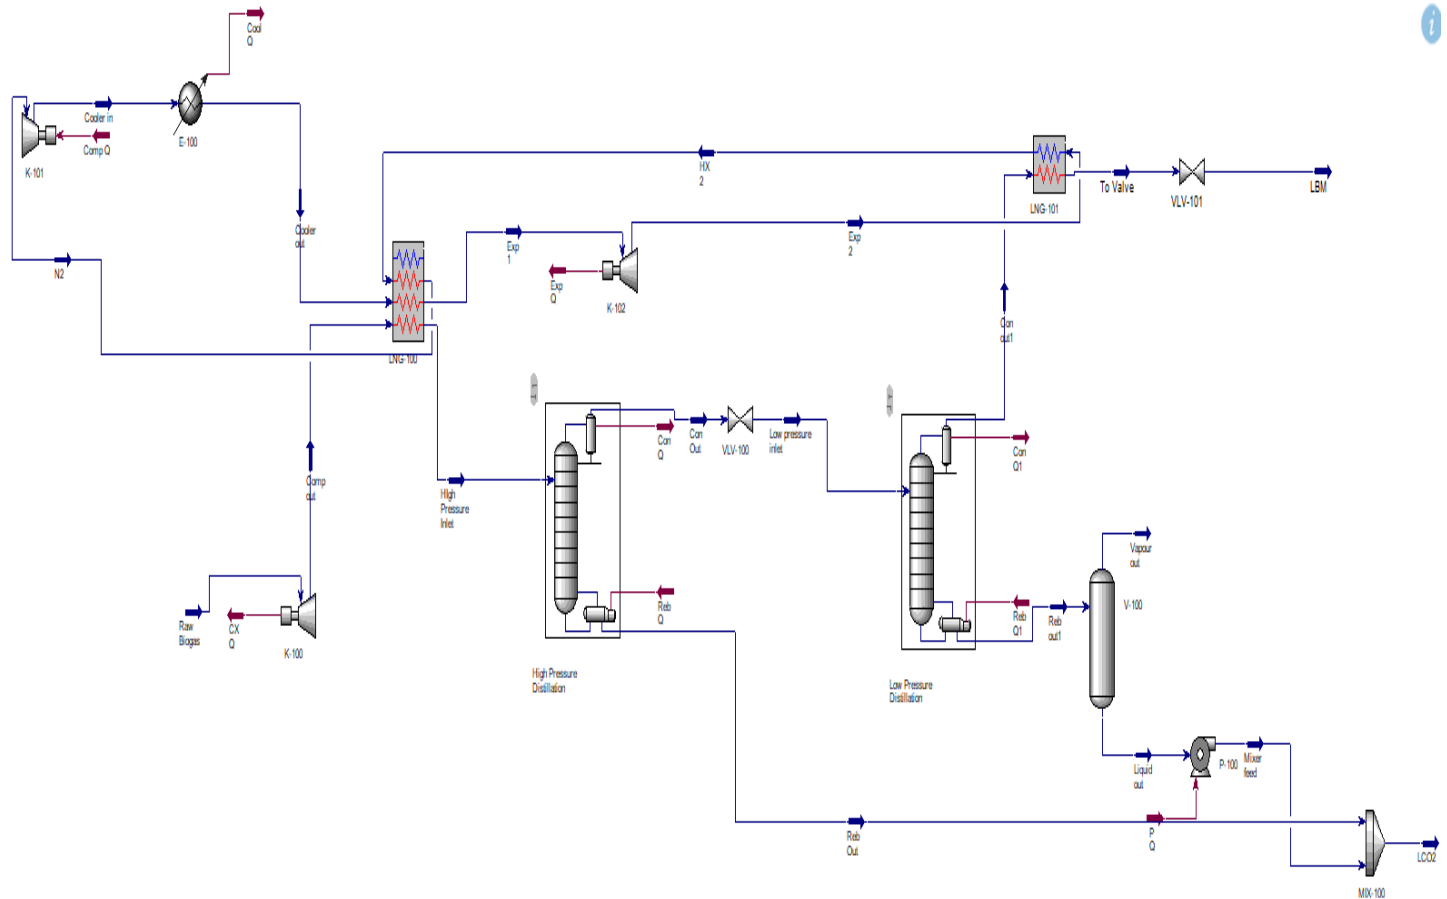 i
Cool
Q
Cooler in
Comp Q
E-100
K-101
Cooler
out
N2
HX
2
LNG-101
To Valve
VLV-101
LBM
Exp
1
Exp
2
Exp
Q
K-102
LNG-100
Con
out1
Comp
out
High
Pressure
Inlet
Con
Q
Con
Out
VLV-100
Low pressure
inlet
Con
Q1
Raw
Biogas
CX
Q
K-100
Reb
Q
High Pressure
Distillation
Reb
Q1
Reb
out1
Low Pressure
Distillation
Vapour
out
V-100
Liquid
out
P-100
Mixer
feed
P
Q
Reb
Out
MIX-100
LCO2